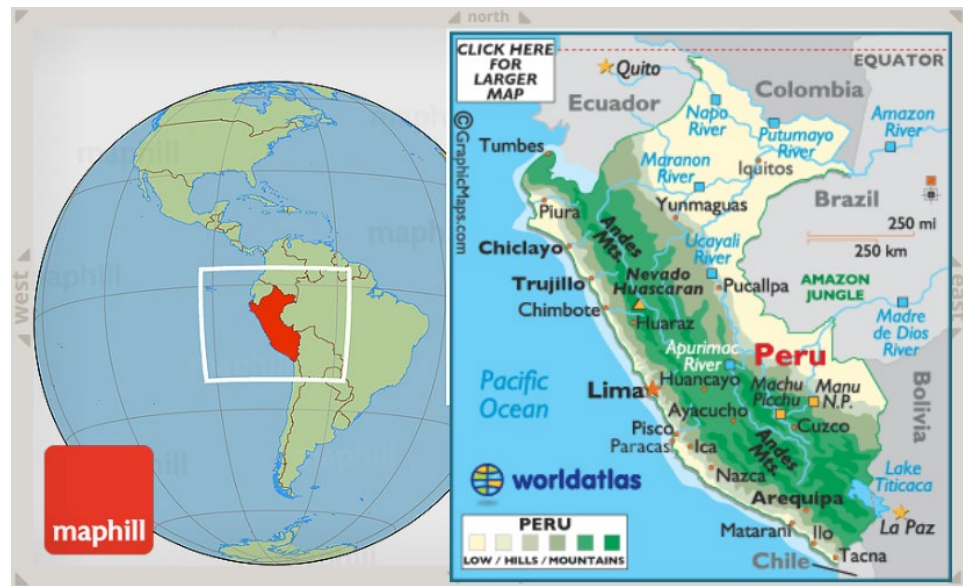 north
west
east
maphill
maphill
maphill
maphill
maphill
CLICK HERE
FOR
LARGER
MAP
©GraphicMaps.com
EQUATOR
Quito
Ecuador
Colombia
Napo
River
Putumayo
River
Amazon
River
Tumbes
Maranon
River
Iquitos
Brazil
Piura
Yunmaguas
250 mi
250 km
Chiclayo
Andes
Mts.
Ucayali
River
Trujillo
Nevado
Huascaran
Pucallpa
AMAZON
JUNGLE
Chimbote
Huaraz
Madre
de Dios
River
Apurimac
River
Peru
Pacific
Ocean
Lima
Huancayo
Machu
Picchu
Manu
N.P.
Bolivia
Ayacucho
Cuzco
Pisco
Paracas
Ica
Andes
Mts.
Nazca
Lake
Titicaca
worldatlas
Arequipa
La Paz
PERU
LOW / HILLS / MOUNTAINS
Matarani
Ilo
Tacna
Chile